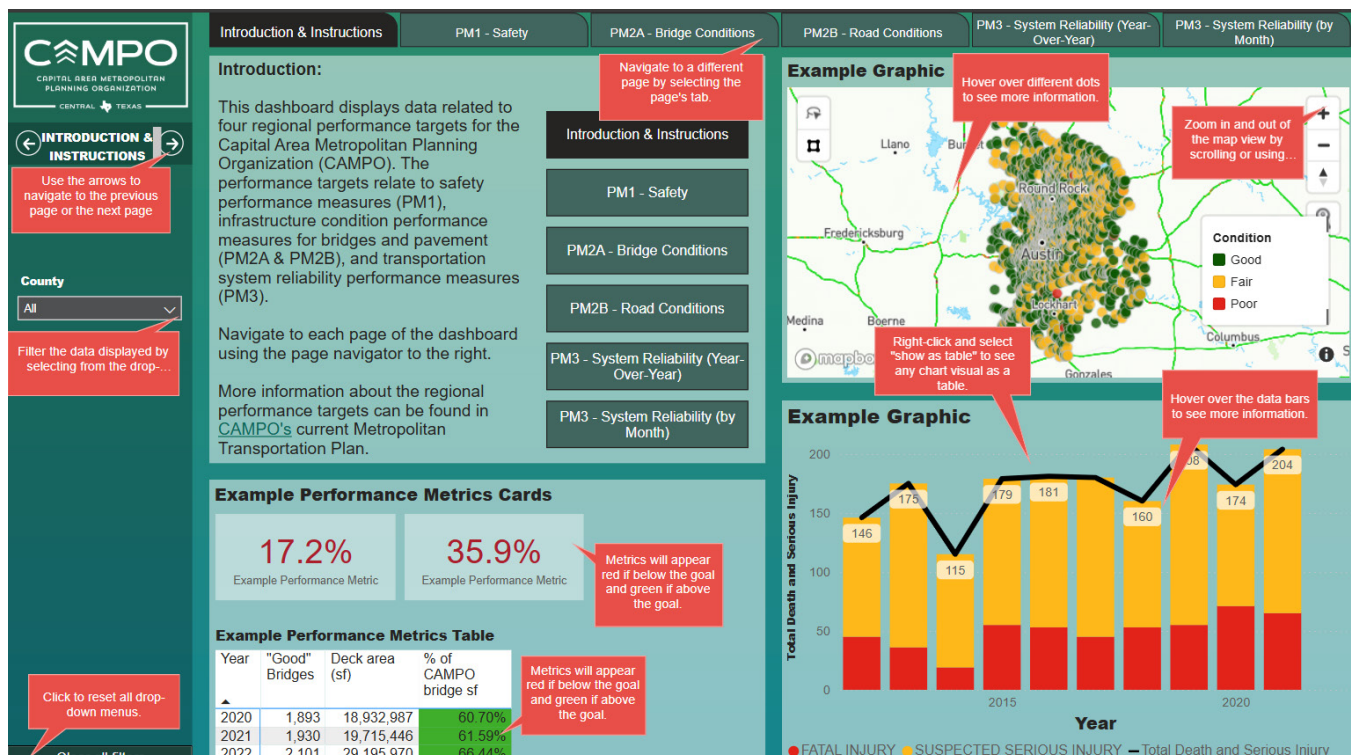 CAMPO
CAPITAL AREA METROPOLITAN
PLANNING ORGANIZATION
CENTRAL TEXAS
INTRODUCTION &
INSTRUCTIONS
Use the arrows to
navigate to the previous
page or the next page
County
All
Filter the data displayed by
selecting from the drop-...
Click to reset all drop-
down menus.
Introduction & Instructions
PM1 - Safety
PM2A - Bridge Conditions
PM2B - Road Conditions
PM3 - System Reliability (Year-
Over-Year)
PM3 - System Reliability (by
Month)
Navigate to a different
page by selecting the
page's tab.
Introduction:
This dashboard displays data related to
four regional performance targets for the
Capital Area Metropolitan Planning
Organization (CAMPO). The
performance targets relate to safety
performance measures (PM1),
infrastructure condition performance
measures for bridges and pavement
(PM2A & PM2B), and transportation
system reliability performance measures
(PM3).
Navigate to each page of the dashboard
using the page navigator to the right.
More information about the regional
performance targets can be found in
CAMPO's current Metropolitan
Transportation Plan.
Introduction & Instructions
PM1 - Safety
PM2A - Bridge Conditions
PM2B - Road Conditions
PM3 - System Reliability (Year-
Over-Year)
PM3 - System Reliability (by
Month)
Example Performance Metrics Cards
17.2%
Example Performance Metric
35.9%
Example Performance Metric
Metrics will appear
red if below the goal
and green if above
the goal.
Example Performance Metrics Table
Year "Good" Bridges Deck area (sf) % of CAMPO bridge sf
2020 1,893 18,932,987 60.70%
2021 1,930 19,715,446 61.59%
2022 2,101 29,195,970 66.44%
Metrics will appear
red if below the goal
and green if above
the goal.
Example Graphic
Hover over different dots
to see more information.
Zoom in and out of
the map view by
scrolling or using...
Llano
Round Rock
Fredericksburg
Austin
Lockhart
Medina
Boerne
Columbus
Gonzales
Condition
Good
Fair
Poor
Right-click and select
"show as table" to see
any chart visual as a
table.
Hover over the data bars
to see more information.
Example Graphic
Total Death and Serious Injury
200
150
100
50
0
146
175
115
179
181
160
174
204
2015
2020
Year
FATAL INJURY SUSPECTED SERIOUS INJURY Total Death and Serious Injury